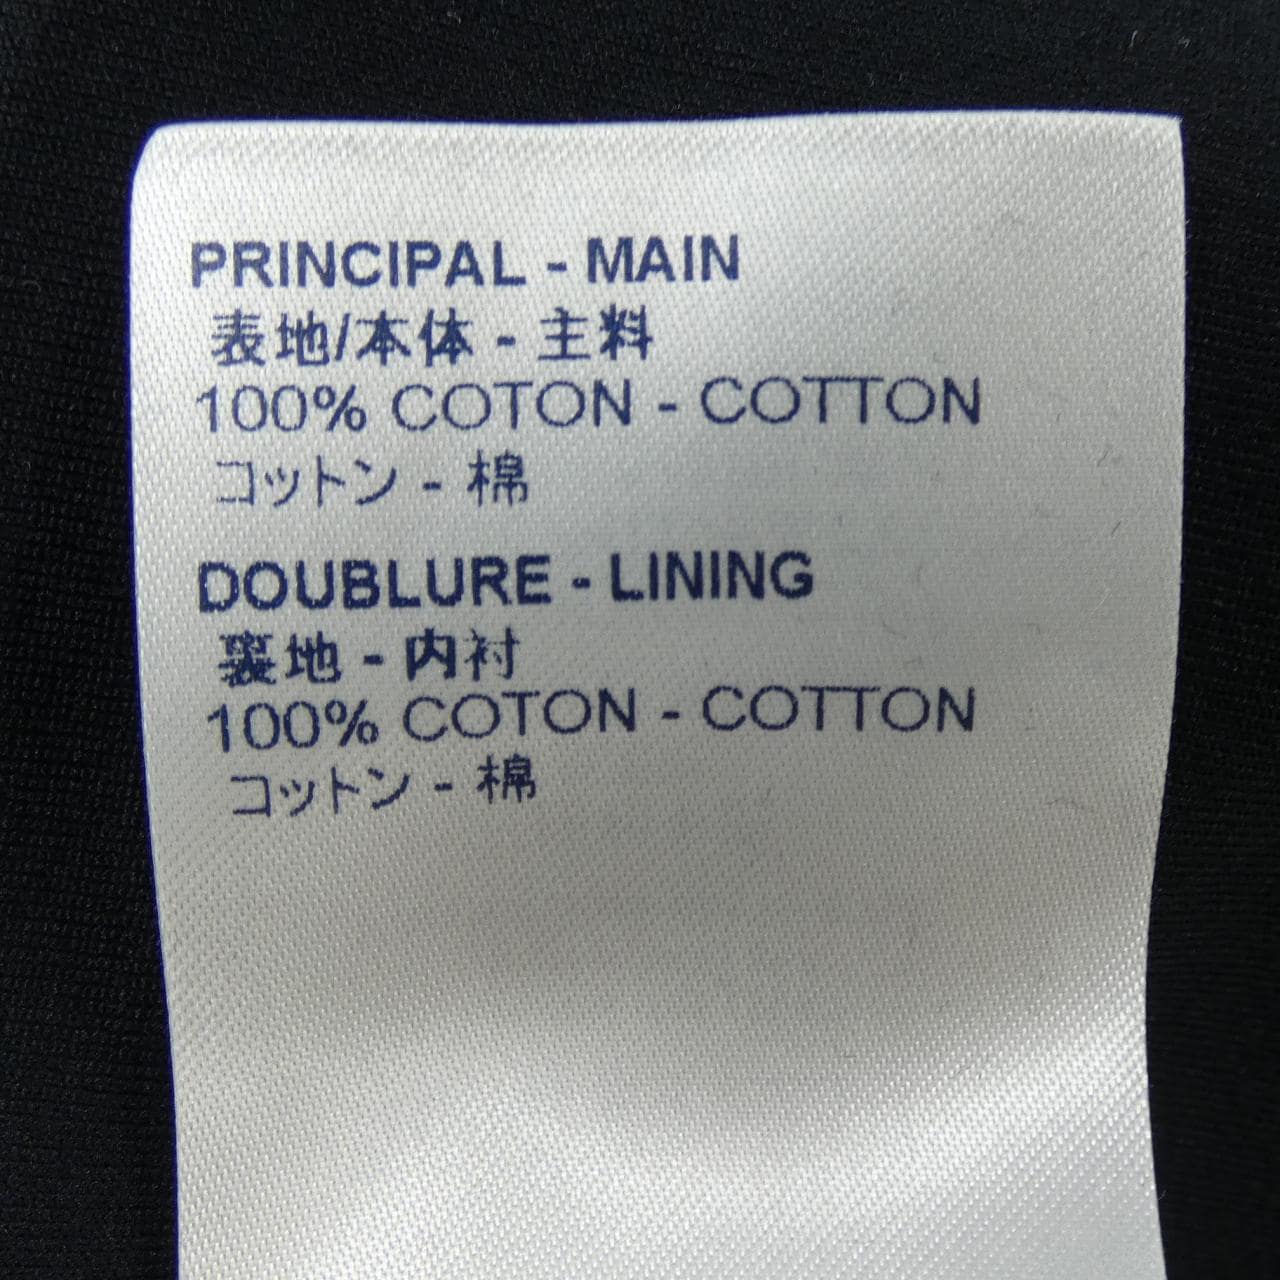 PRINCIPAL - MAIN
表地/本体 - 主料
100% COTON - COTTON
コットン - 棉
DOUBLURE - LINING
裏地 - 内衬
100% COTON - COTTON
コットン - 棉